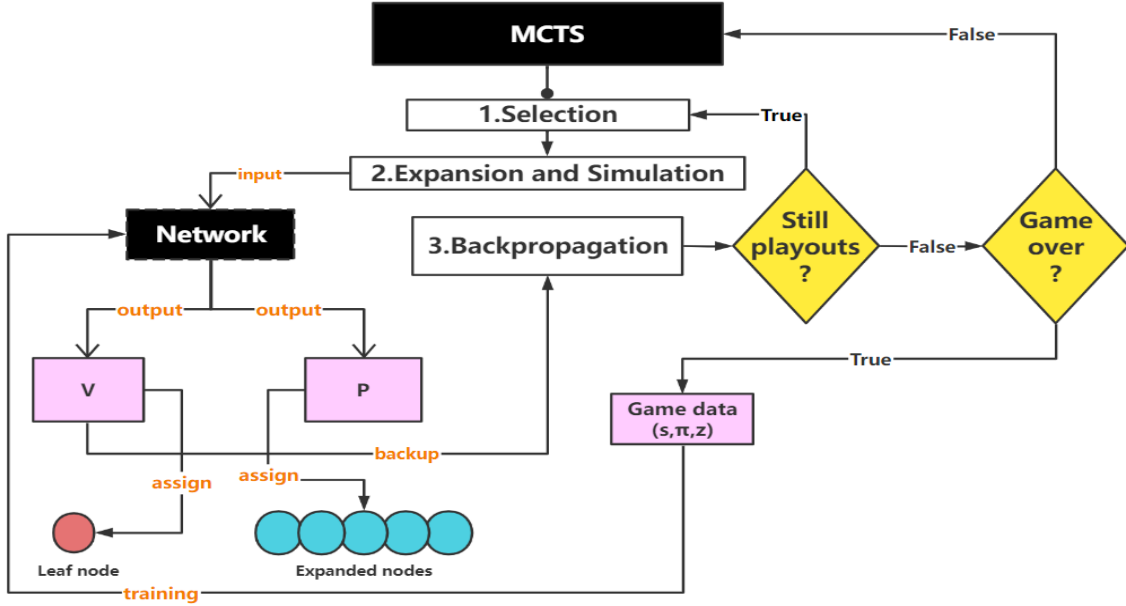 MCTS
False
1.Selection
True
2.Expansion and Simulation
input
Network
3.Backpropagation
Still
playouts
?
False
Game
over
?
output
output
True
V
P
Game data
(s,π,z)
backup
assign
assign
Leaf node
Expanded nodes
training